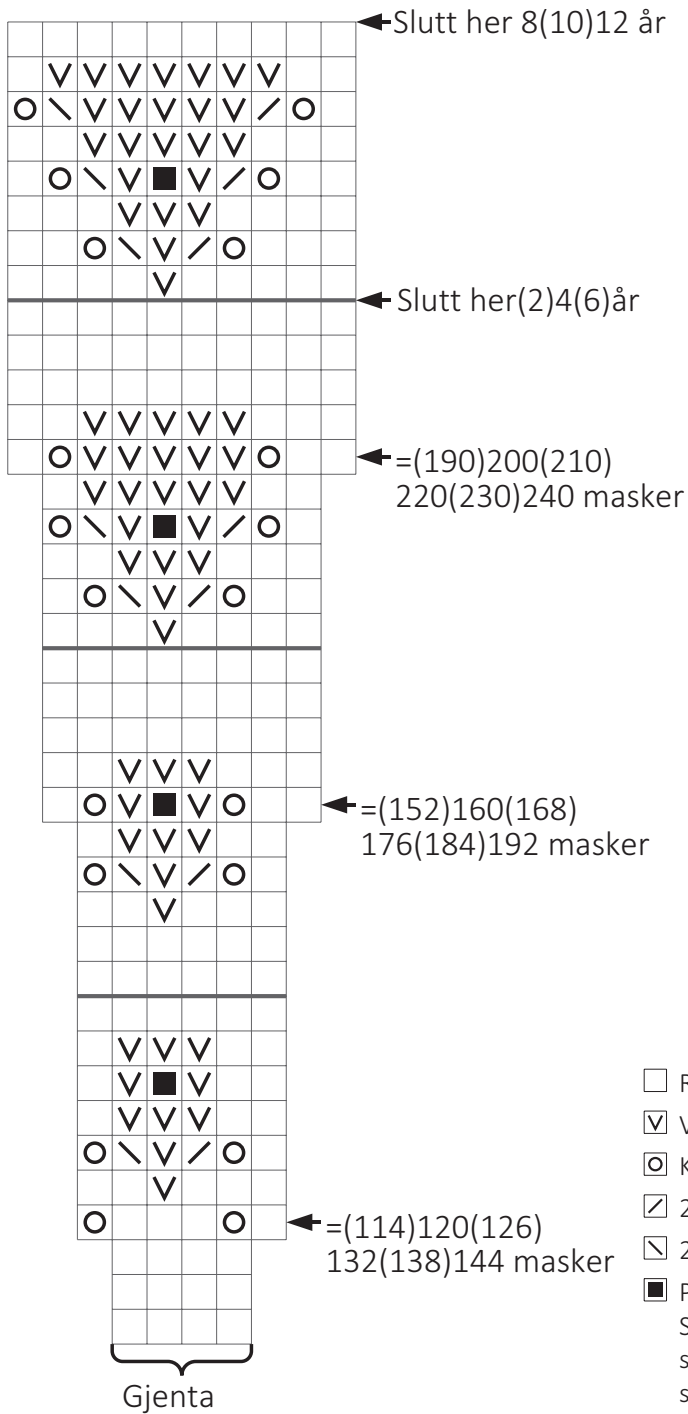 Slutt her 8(10)12 år
Slutt her(2)4(6)år
=(190)200(210)
220(230)240 masker
=(152)160(168)
176(184)192 masker
=(114)120(126)
132(138)144 masker
Gjenta